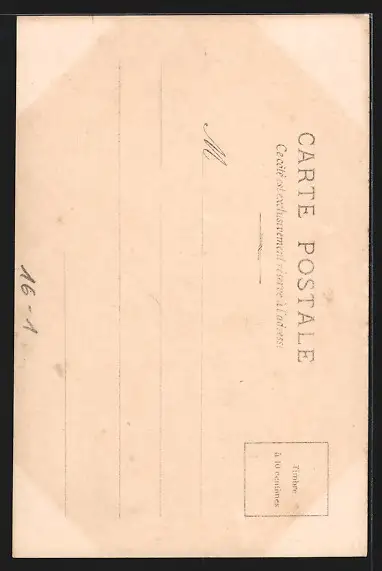 CARTE POSTALE
Ce côté est exclusivement réservé à l'adresse
Timbre
à 10 centimes
M
16-1